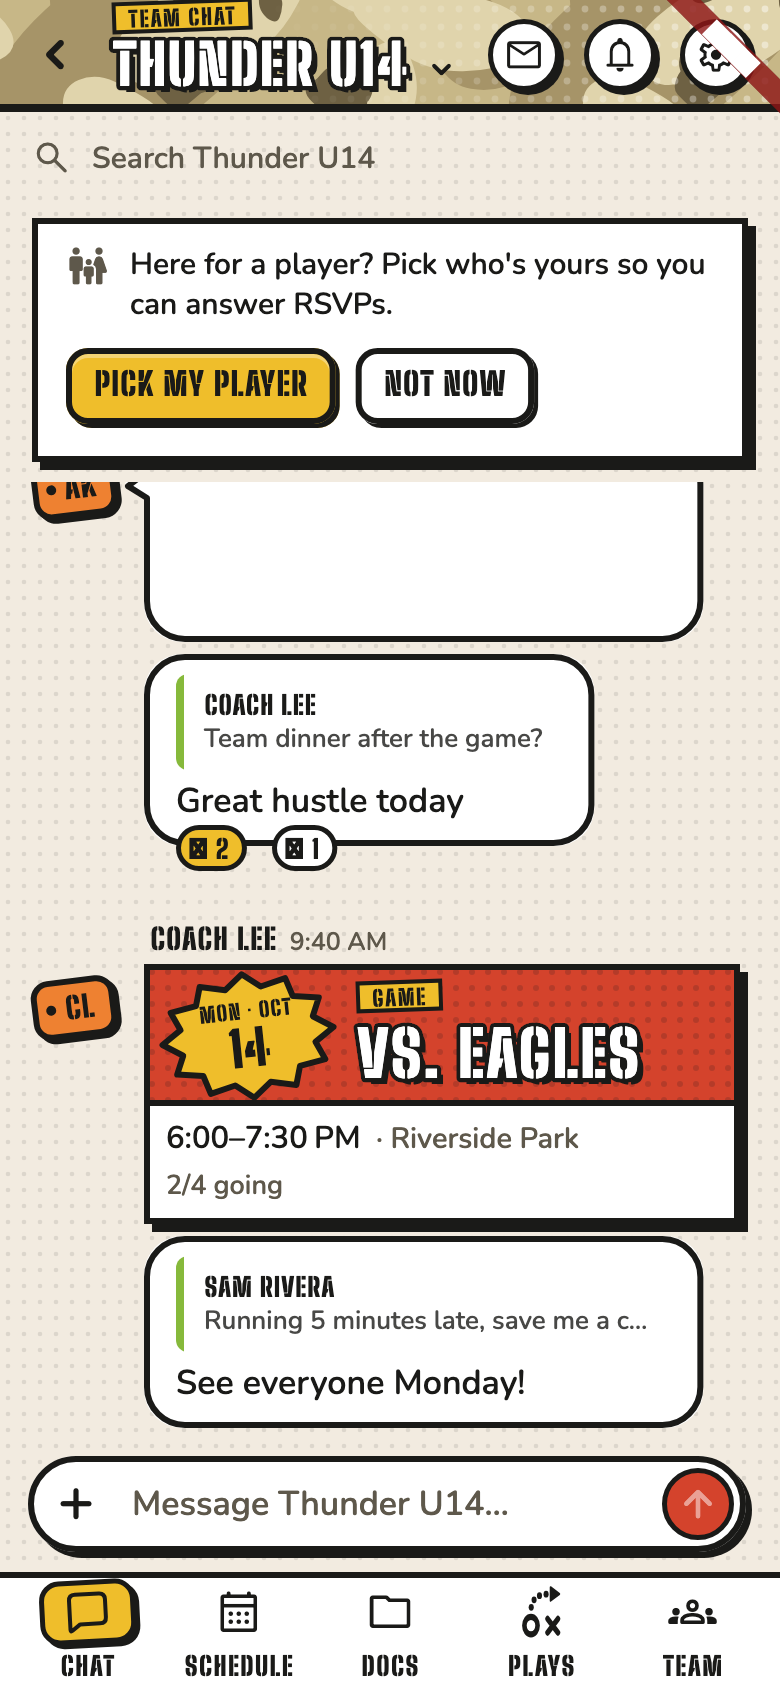 TEAM CHAT
THUNDER U14
Search Thunder U14
Here for a player? Pick who's yours so you
can answer RSVPs.
PICK MY PLAYER
NOT NOW
• AK
COACH LEE
Team dinner after the game?
Great hustle today
2
1
COACH LEE 9:40 AM
• CL
MON · OCT
14
GAME
VS. EAGLES
6:00–7:30 PM · Riverside Park
2/4 going
SAM RIVERA
Running 5 minutes late, save me a c...
See everyone Monday!
Message Thunder U14...
CHAT
SCHEDULE
DOCS
PLAYS
TEAM